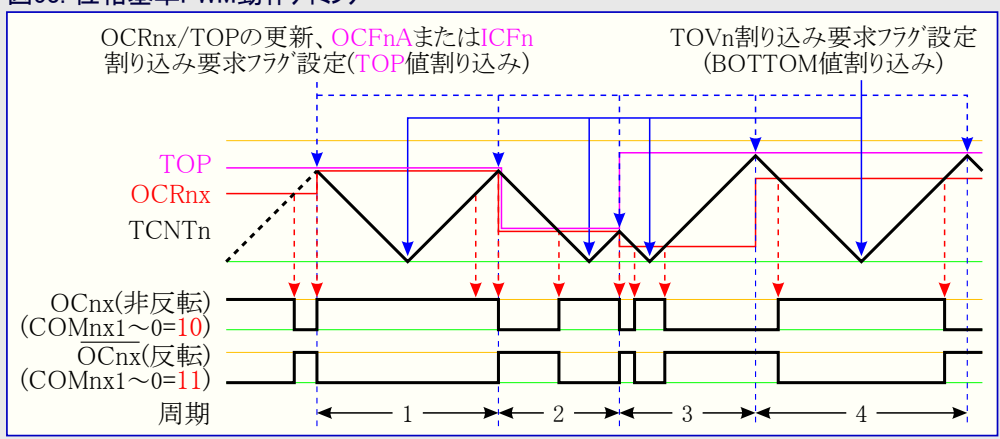 OCRnx/TOPの更新、OCFnAまたはICFn
割り込み要求フラグ設定(TOP値割り込み)
TOVn割り込み要求フラグ設定
(BOTTOM値割り込み)
TOP
OCRnx
TCNTn
OCnx(非反転)
(COMnx1～0=10)
OCnx(反転)
(COMnx1～0=11)
周期
1
2
3
4